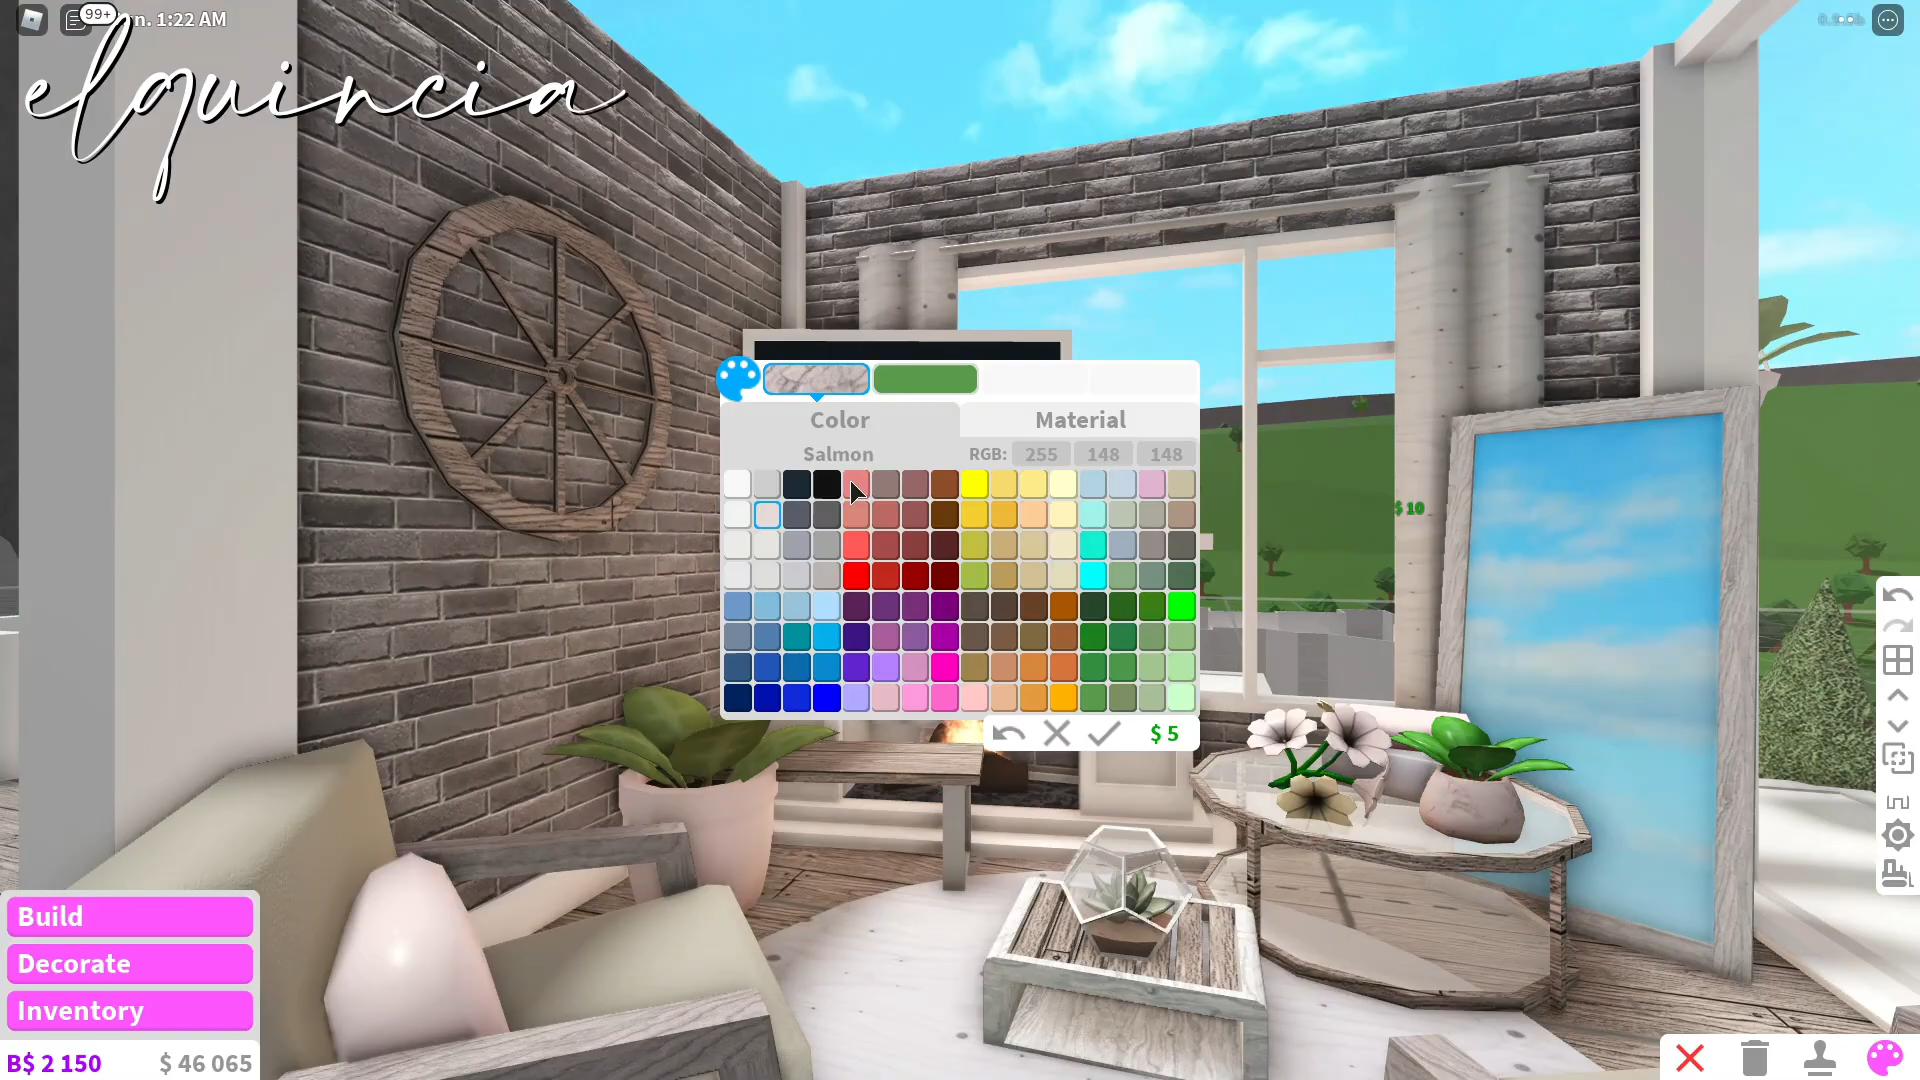 99+
n. 1:22 AM
elquincia
Color
Material
Salmon
RGB: 255 148 148
$ 10
$ 5
Build
Decorate
Inventory
B$ 2 150
$ 46 065